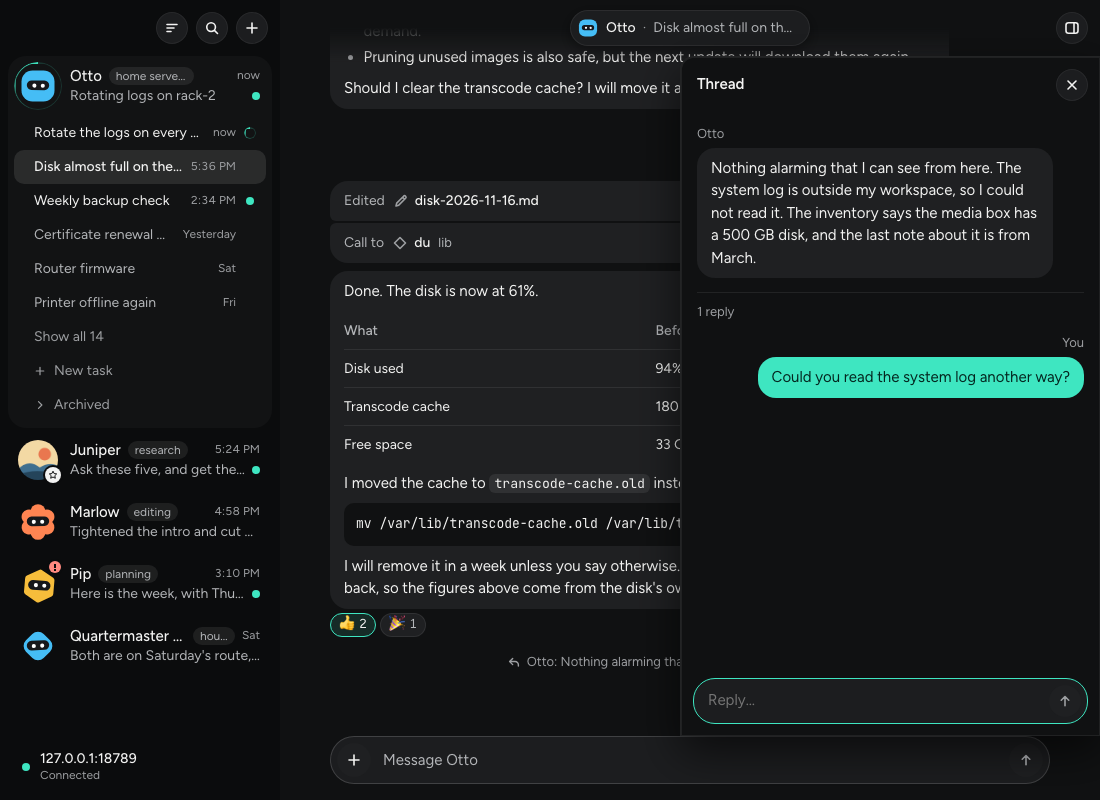 Otto · Disk almost full on th...
Otto home serve... now
Rotating logs on rack-2
Rotate the logs on every ... now
Disk almost full on the... 5:36 PM
Weekly backup check 2:34 PM
Certificate renewal ... Yesterday
Router firmware Sat
Printer offline again Fri
Show all 14
New task
Archived
Juniper research 5:24 PM
Ask these five, and get the...
Marlow editing 4:58 PM
Tightened the intro and cut ...
Pip planning 3:10 PM
Here is the week, with Thu...
Quartermaster ... hou... Sat
Both are on Saturday's route,...
127.0.0.1:18789
Connected
demand.
Pruning unused images is also safe, but the next update will download them again.
Should I clear the transcode cache? I will move it a
Edited disk-2026-11-16.md
Call to du lib
Done. The disk is now at 61%.
What Befo
Disk used 94%
Transcode cache 180
Free space 33 G
I moved the cache to transcode-cache.old inste
mv /var/lib/transcode-cache.old /var/lib/t
I will remove it in a week unless you say otherwise.
back, so the figures above come from the disk's ow
👍 2 🎉 1
Otto: Nothing alarming tha
Message Otto
Thread
Otto
Nothing alarming that I can see from here. The
system log is outside my workspace, so I could
not read it. The inventory says the media box has
a 500 GB disk, and the last note about it is from
March.
1 reply
You
Could you read the system log another way?
Reply...